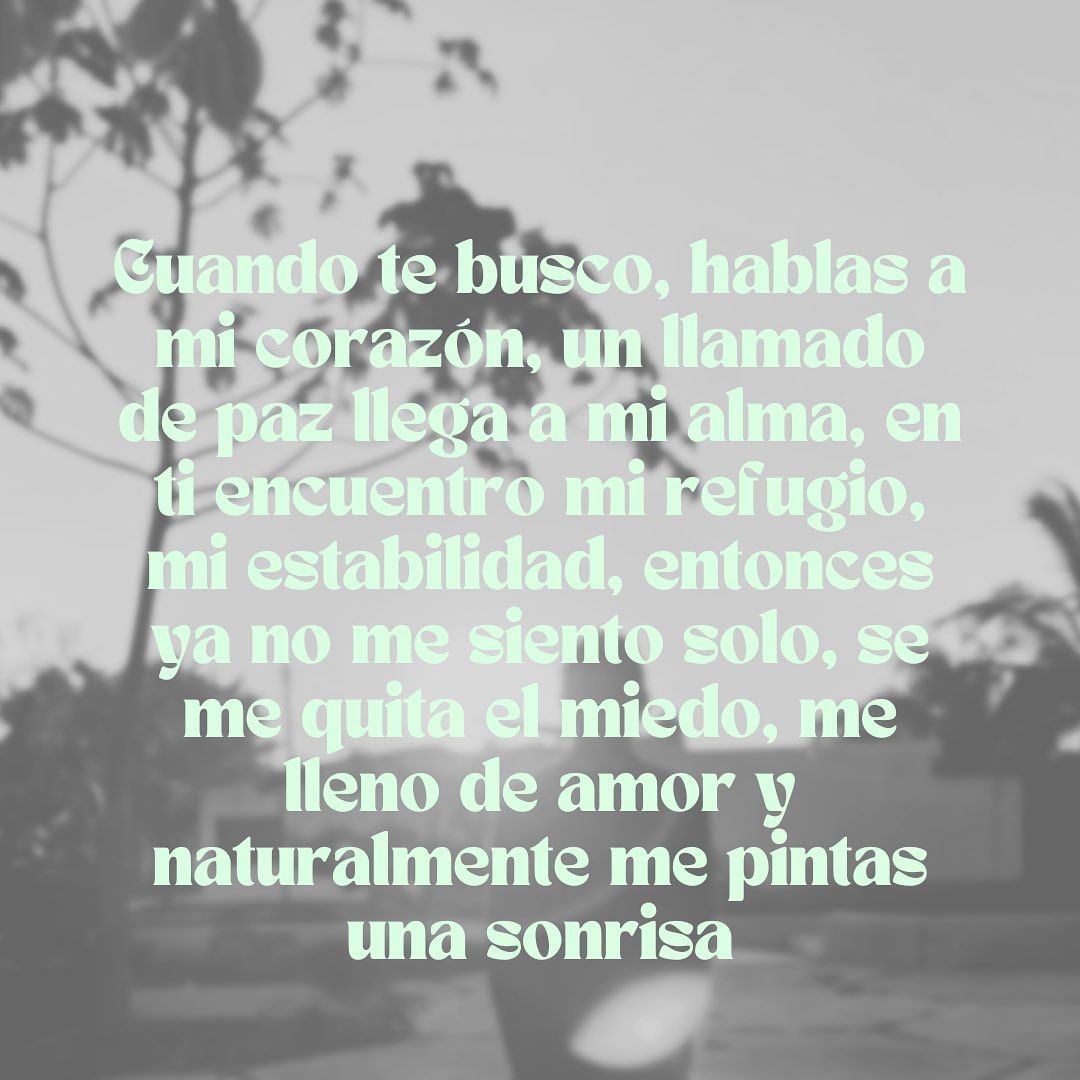 Cuando te busco, hablas a
mi corazón, un llamado
de paz llega a mi alma, en
ti encuentro mi refugio,
mi estabilidad, entonces
ya no me siento solo, se
me quita el miedo, me
lleno de amor y
naturalmente me pintas
una sonrisa